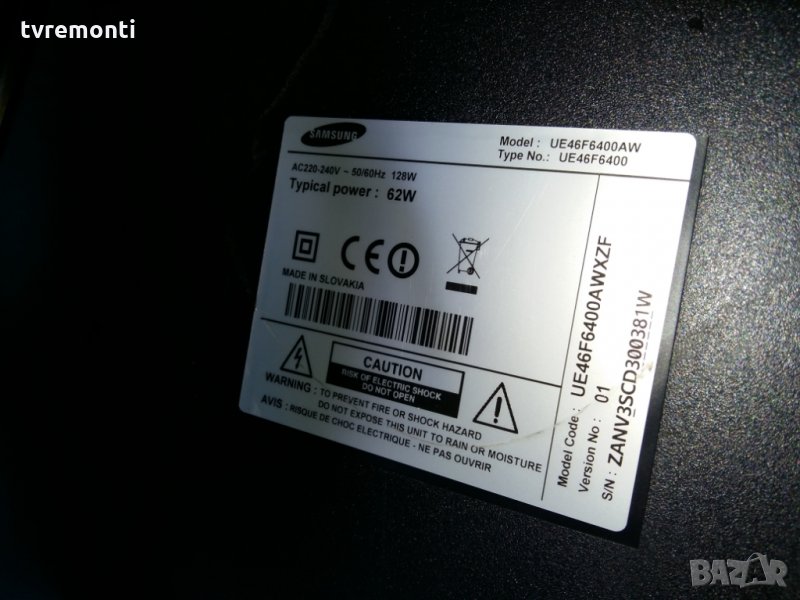 tvremonti
SAMSUNG
Model : UE46F6400AW
Type No.: UE46F6400
AC220-240V ~ 50/60Hz 128W
Typical power : 62W
CE
MADE IN SLOVAKIA
CAUTION
RISK OF ELECTRIC SHOCK
DO NOT OPEN
WARNING : TO PREVENT FIRE OR SHOCK HAZARD
DO NOT EXPOSE THIS UNIT TO RAIN OR MOISTURE
AVIS : RISQUE DE CHOC ELECTRIQUE - NE PAS OUVRIR
Model Code : UE46F6400AWXZF
Version No : 01
S/N : ZANV3SCD300381W
BAZAR